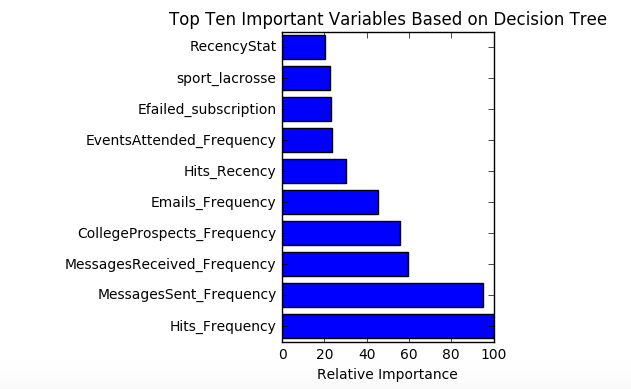 Top Ten Important Variables Based on Decision Tree
RecencyStat
sport_lacrosse
Efailed_subscription
EventsAttended_Frequency
Hits_Recency
Emails_Frequency
CollegeProspects_Frequency
MessagesReceived_Frequency
MessagesSent_Frequency
Hits_Frequency
0 20 40 60 80 100
Relative Importance